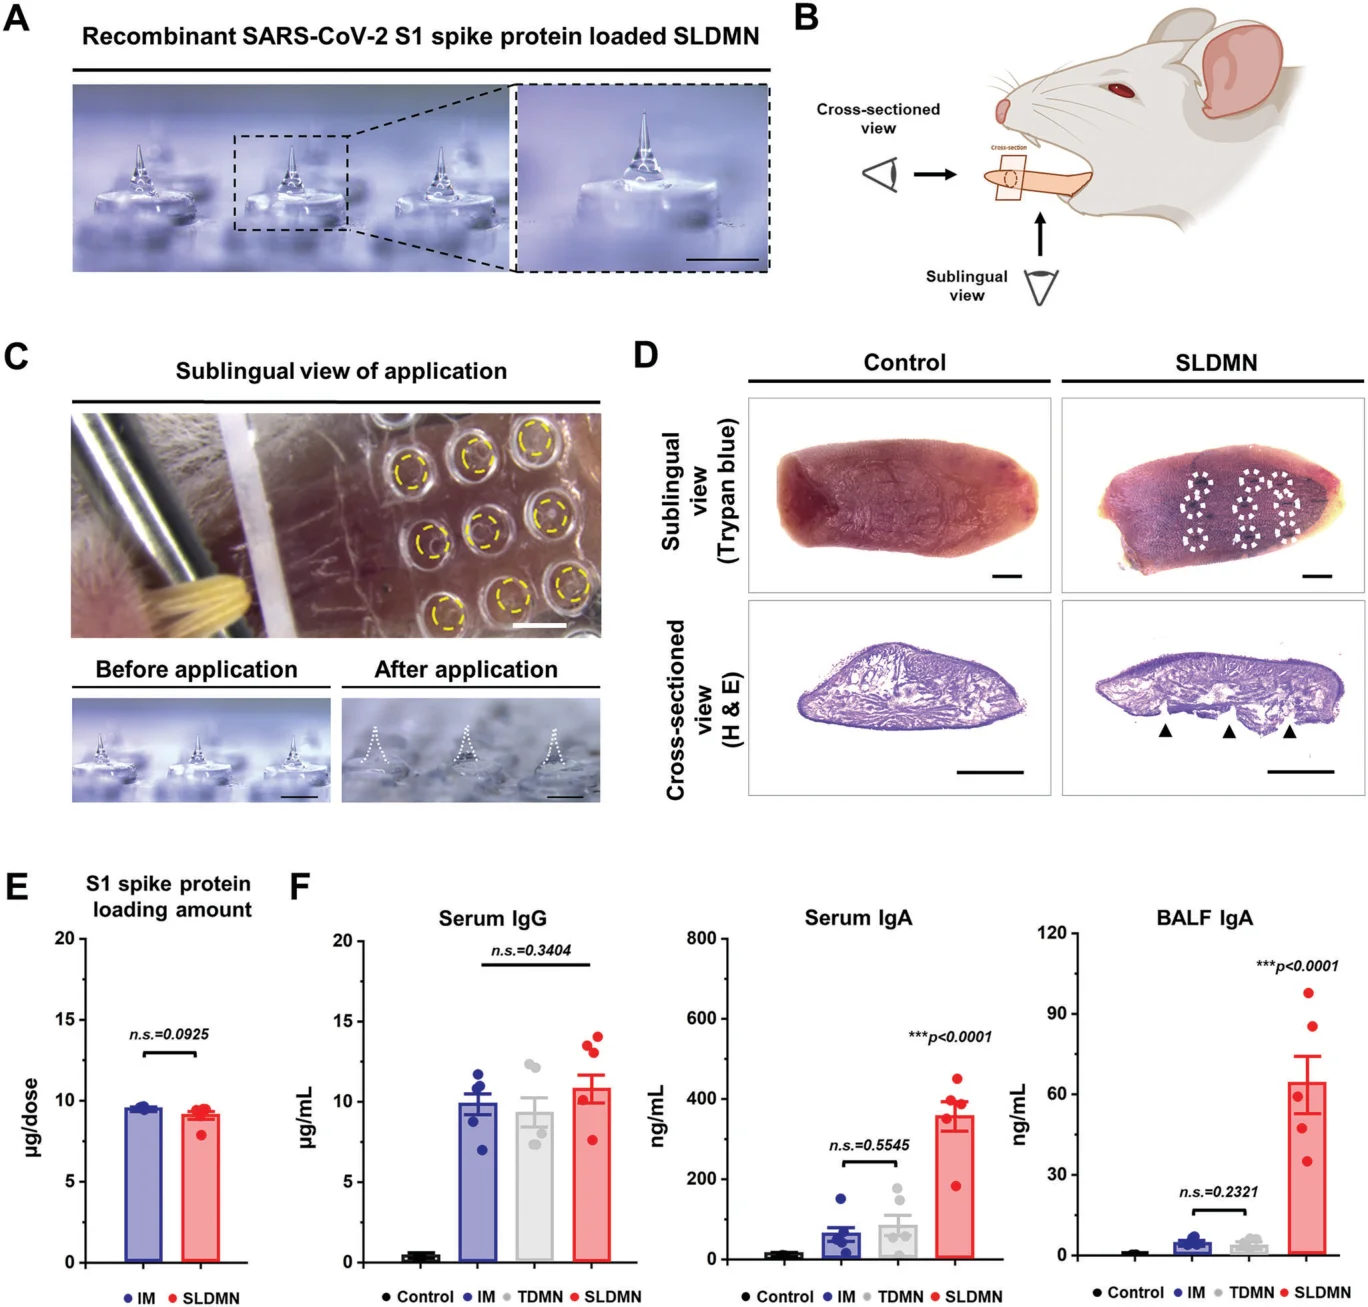 A
Recombinant SARS-CoV-2 S1 spike protein loaded SLDMN
B
Cross-sectioned
view
Cross-section
Sublingual
view
C
Sublingual view of application
Before application
After application
D
Control
SLDMN
Sublingual
view
(Trypan blue)
Cross-sectioned
view
(H & E)
E
S1 spike protein
loading amount
20
15
10
5
0
µg/dose
n.s.=0.0925
IM
SLDMN
F
Serum IgG
20
15
10
5
0
µg/mL
n.s.=0.3404
Control
IM
TDMN
SLDMN
Serum IgA
800
600
400
200
0
ng/mL
n.s.=0.5545
***p<0.0001
Control
IM
TDMN
SLDMN
BALF IgA
120
90
60
30
0
ng/mL
n.s.=0.2321
***p<0.0001
Control
IM
TDMN
SLDMN